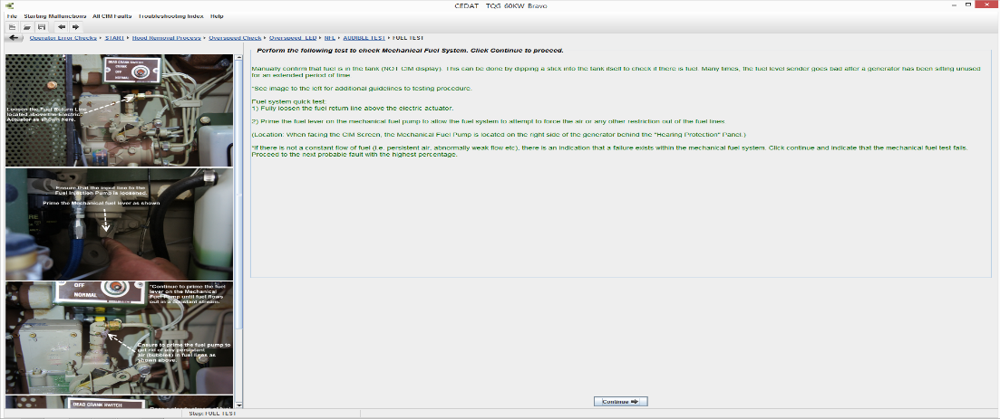 CEDAT TQG 60KW Bravo
File Starting Malfunctions All CIM Faults Troubleshooting Index Help
Operator Error Checks START Hood Removal Process Overspeed Check Overspeed LED NFL AUDIBLE TEST FUEL TEST
DEAD CRANK SWITCH
CRANK
OFF
NORMAL
Loosen the Fuel Return Line
located above the Electric
Actuator as shown here.
Ensure that the input line to the
Fuel Injection Pump is loosened.
Prime the Mechanical fuel lever as shown
OFF
NORMAL
*Continue to prime the fuel
lever on the Mechanical
Fuel Pump until fuel flows
out in a constant stream.
Ensure to prime the fuel pump to
get rid of any persistant
air (bubbles) in fuel lines as
shown above.
DEAD CRANK SWITCH
Perform the following test to check Mechanical Fuel System. Click Continue to proceed.
Manually confirm that fuel is in the tank (NOT CIM display). This can be done by dipping a stick into the tank itself to check if there is fuel. Many times, the fuel level sender goes bad after a generator has been sitting unused
for an extended period of time.
*See image to the left for additional guidelines to testing procedure.
Fuel system quick test:
1) Fully loosen the fuel return line above the electric actuator.
2) Prime the fuel lever on the mechanical fuel pump to allow the fuel system to attempt to force the air or any other restriction out of the fuel lines.
(Location: When facing the CIM Screen, the Mechanical Fuel Pump is located on the right side of the generator behind the "Hearing Protection" Panel.)
*If there is not a constant flow of fuel (i.e. persistent air, abnormally weak flow etc), there is an indication that a failure exists within the mechanical fuel system. Click continue and indicate that the mechanical fuel test fails.
Proceed to the next probable fault with the highest percentage.
Continue
Step: FUEL TEST